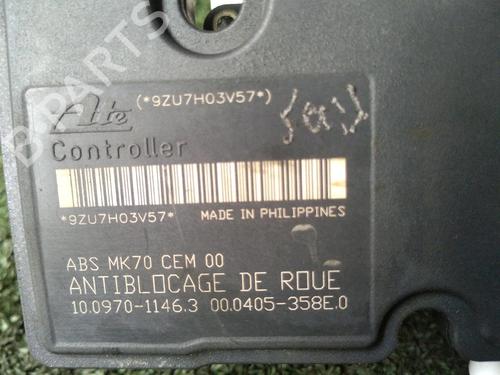 B PARTS
(*9ZU7H03V57*)
Ate
{a}
Controller
*9ZU7H03V57* MADE IN PHILIPPINES
ABS MK70 CEM 00
ANTIBLOCAGE DE ROUE
10.0970-1146.3 00.0405-358E.0